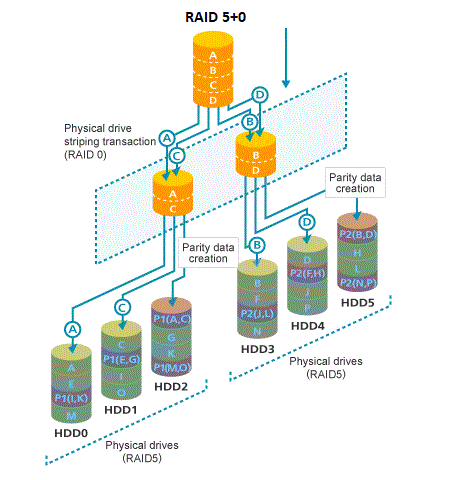 RAID 5+0
A
B
C
D
D
B
A
C
Physical drive
striping transaction
(RAID 0)
B
D
A
C
Parity data
creation
Parity data
creation
B
D
P2(B,D)
H
L
P2(N,P)
HDD5
D
P2(F,H)
J
P
HDD4
B
F
P2(J,L)
N
HDD3
Physical drives
(RAID5)
A
C
P1(A,C)
G
K
P1(M,O)
HDD2
C
P1(E,G)
I
O
HDD1
A
E
P1(I,K)
M
HDD0
Physical drives
(RAID5)